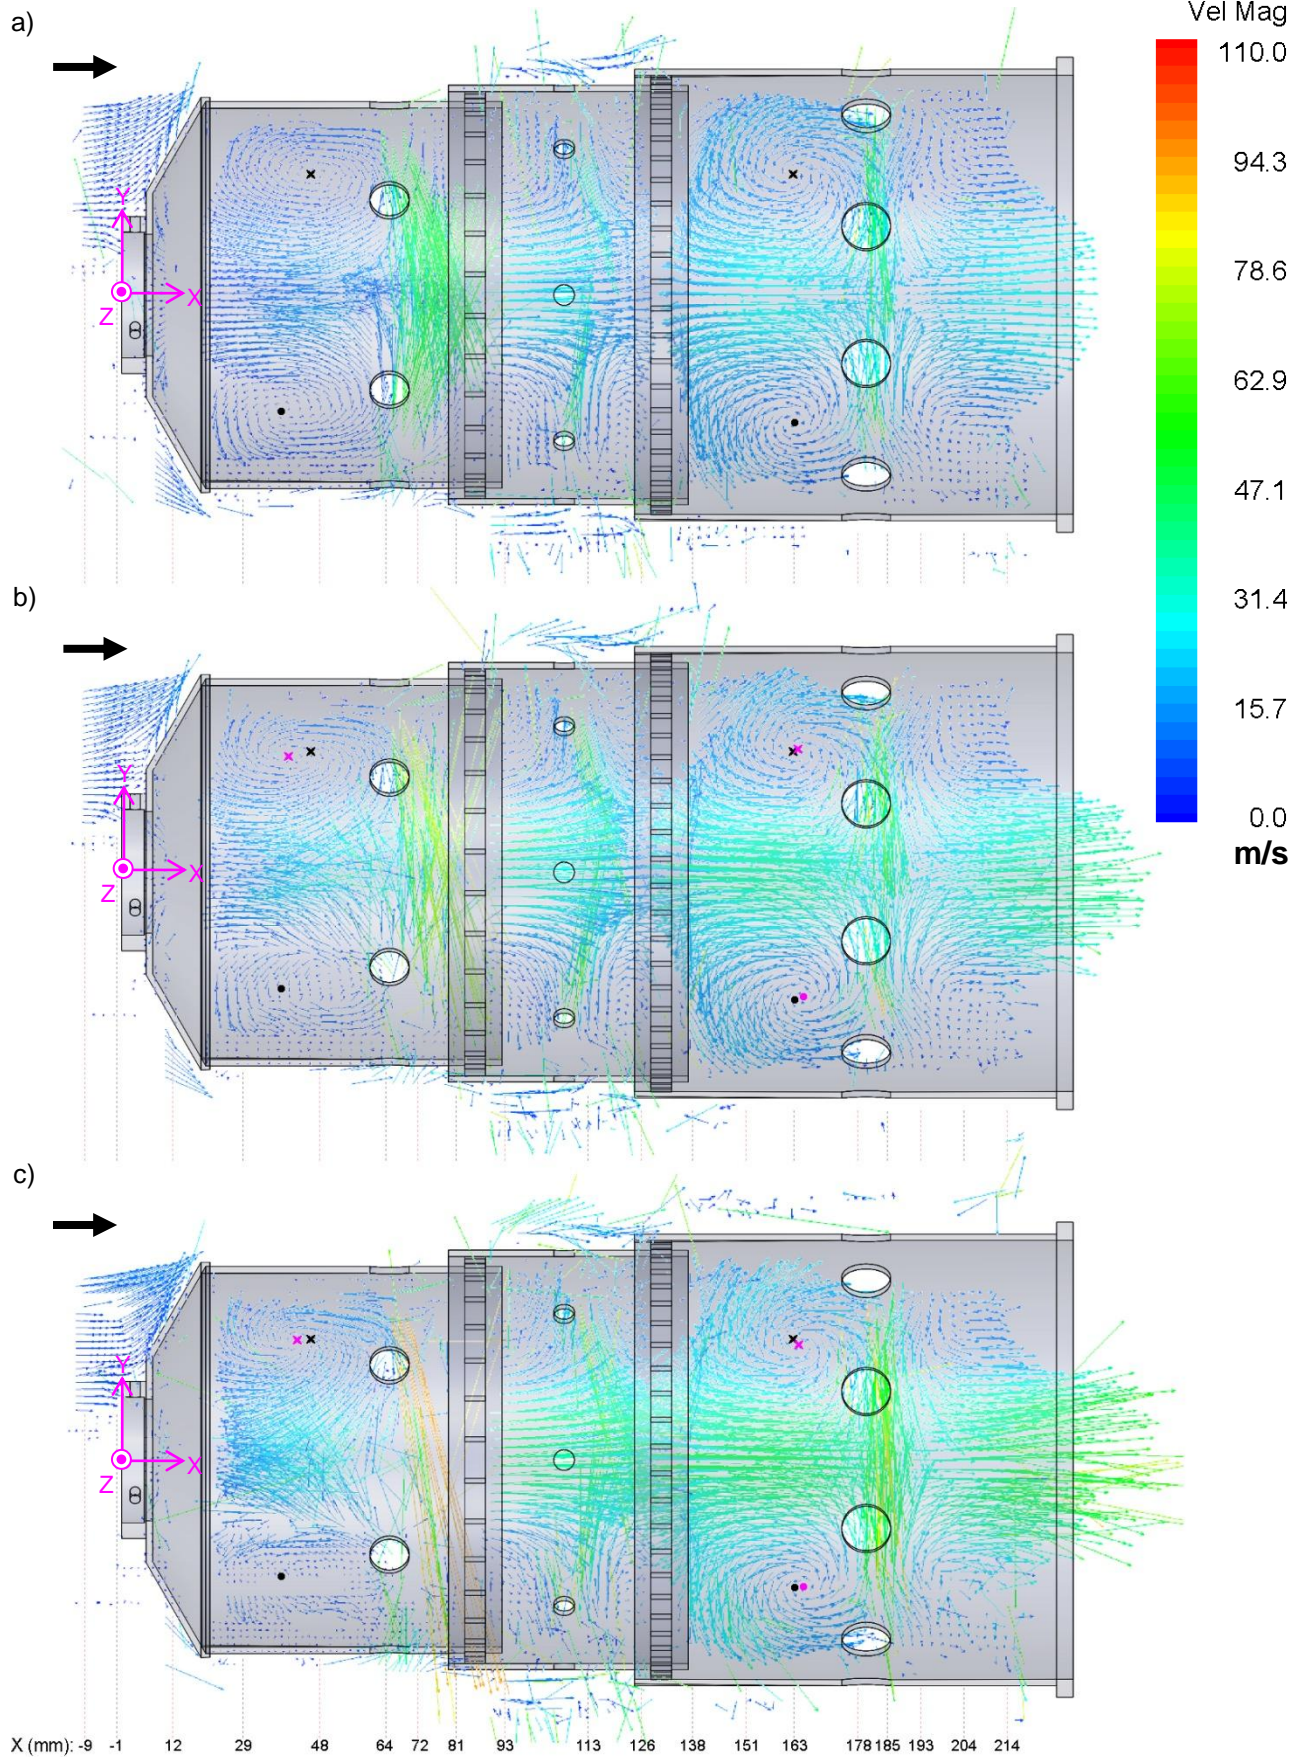 a)
Vel Mag
110.0
94.3
78.6
62.9
47.1
31.4
15.7
0.0
m/s
Y
X
Z
b)
Y
X
Z
c)
Y
X
Z
X (mm): -9 -1 12 29 48 64 72 81 93 113 126 138 151 163 178 185 193 204 214